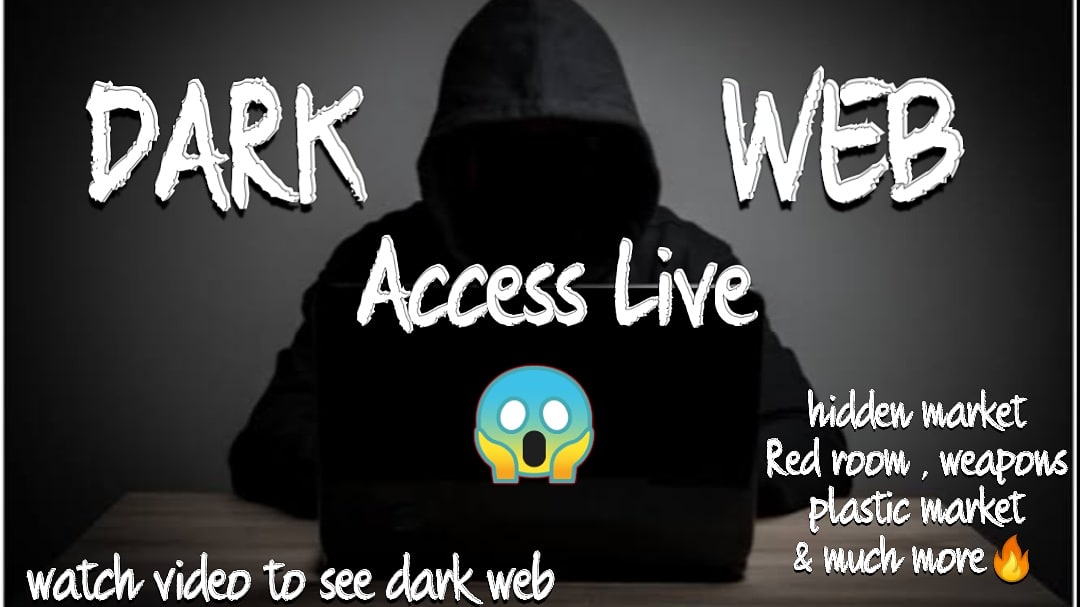 DARK WEB
Access Live
hidden market
Red room , weapons
plastic market
& much more🔥
watch video to see dark web